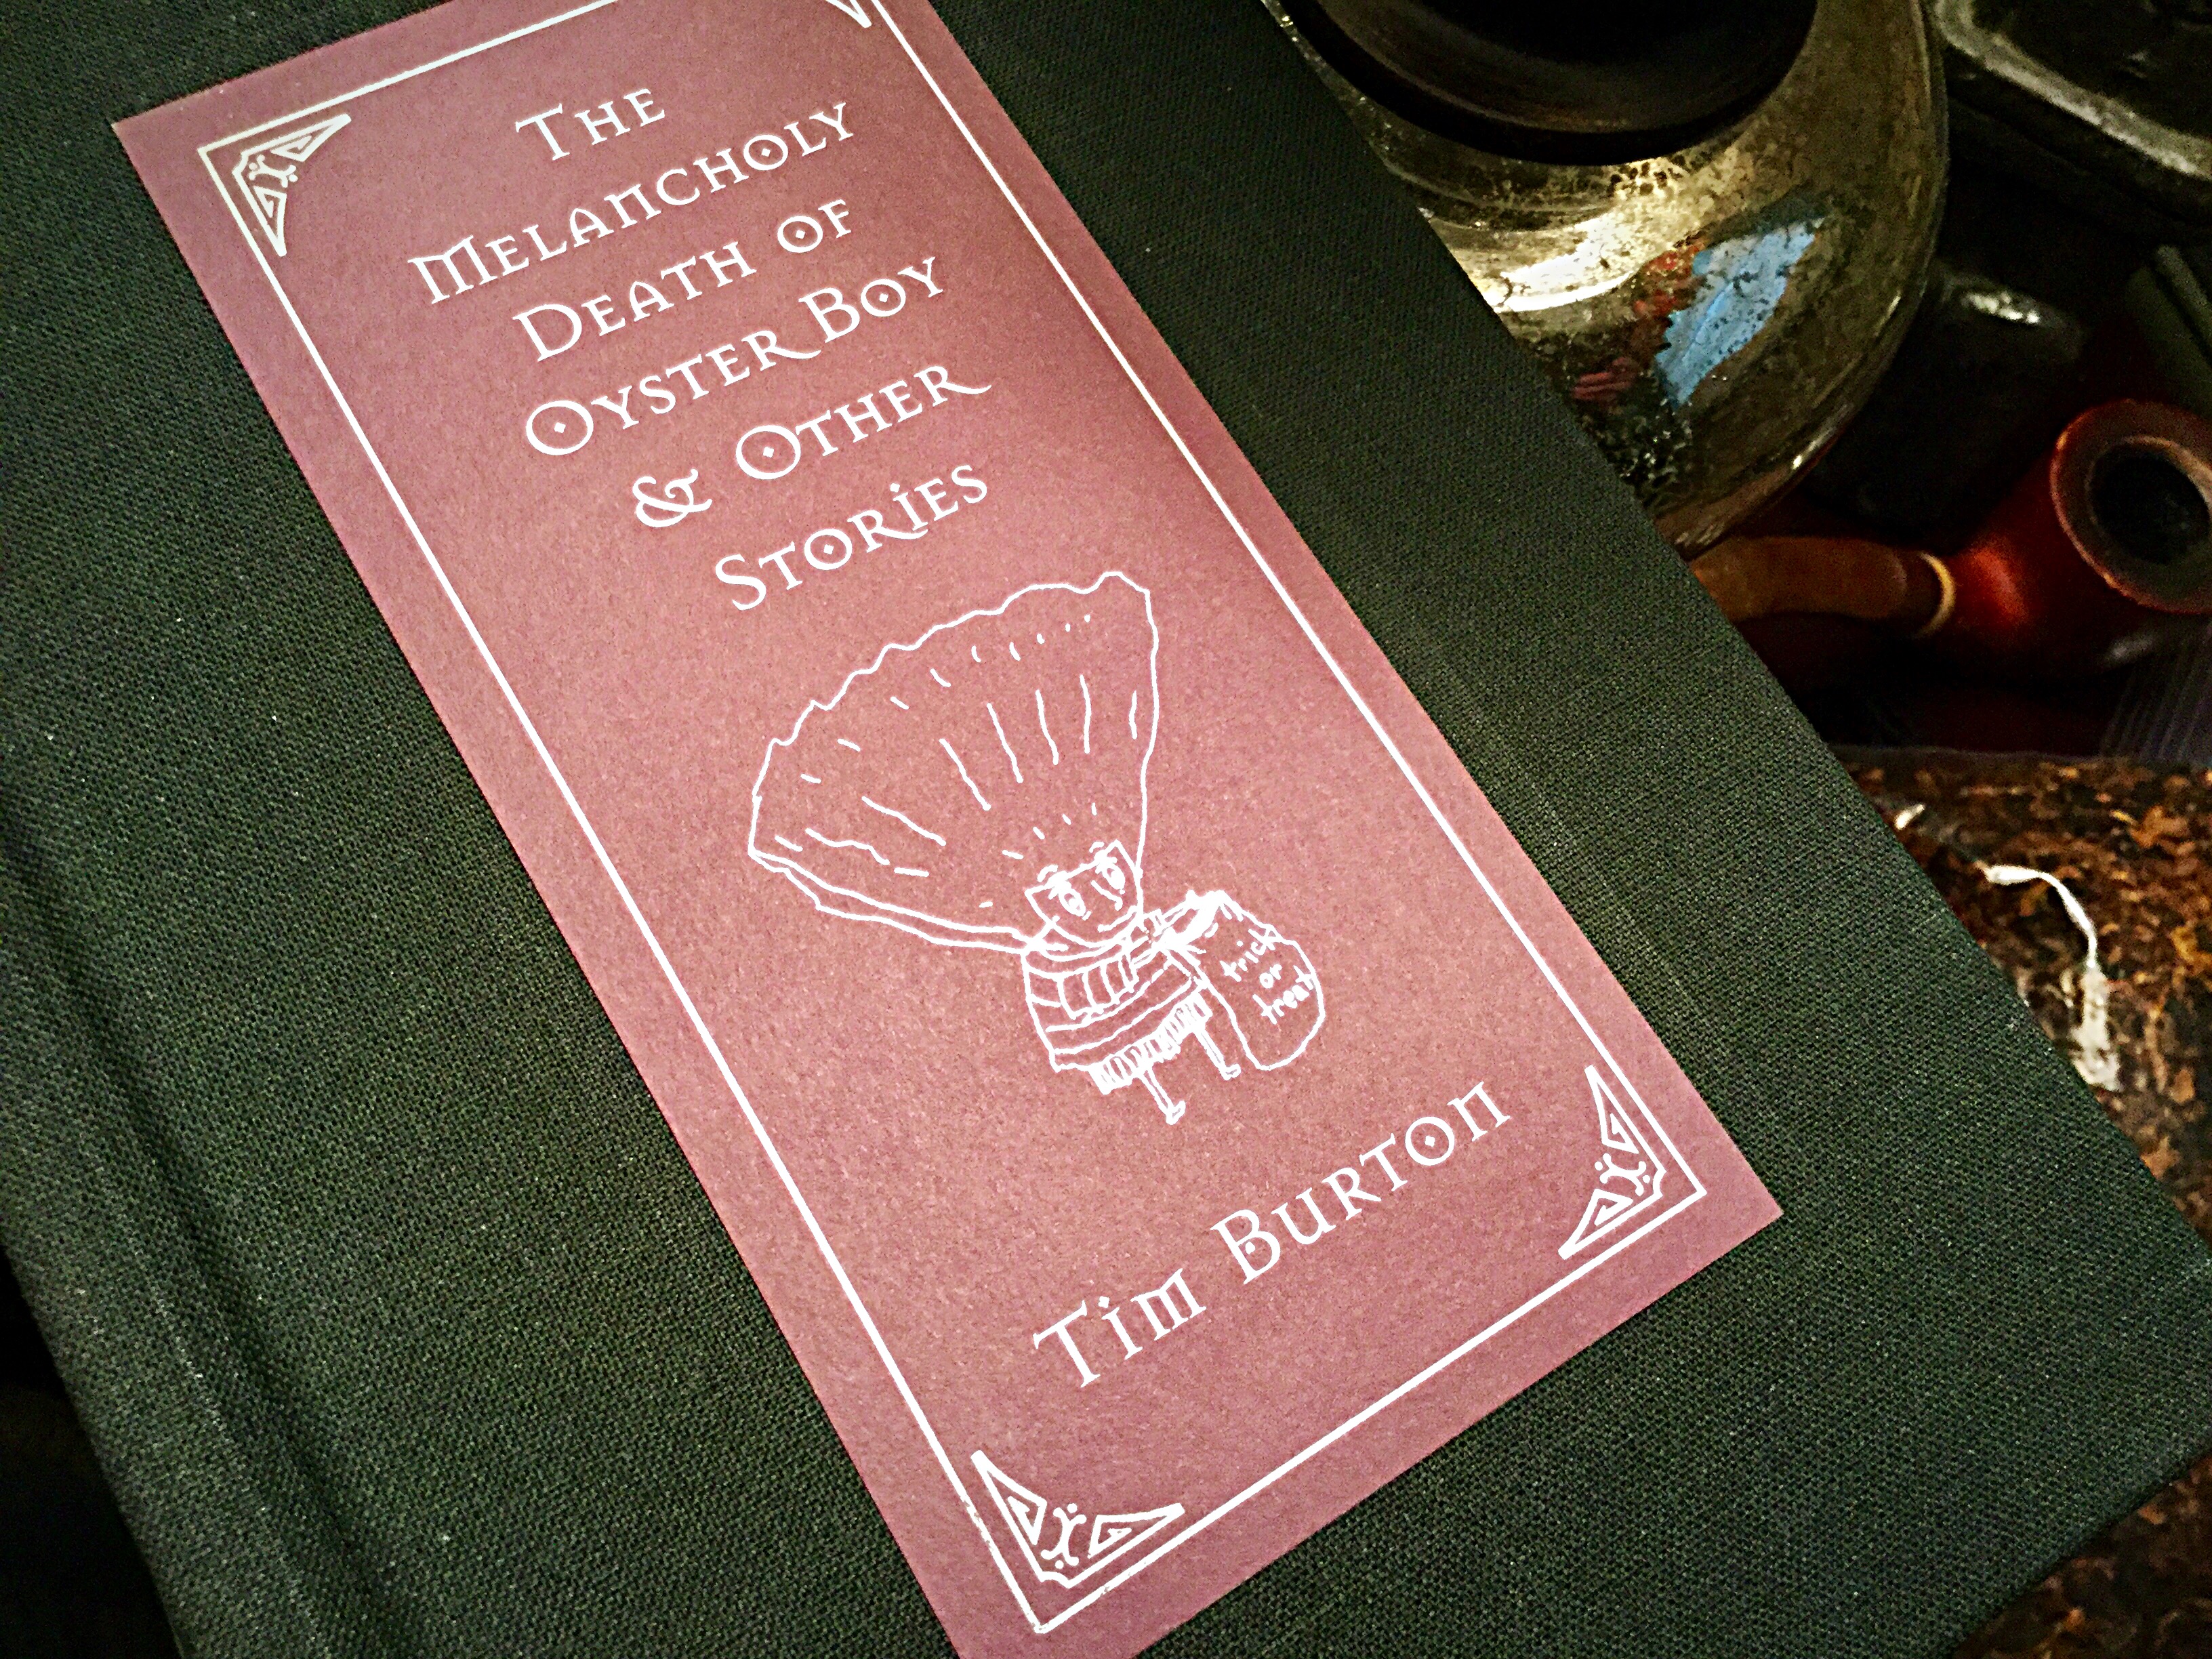 The
Melancholy
Death of
Oyster Boy
& Other
Stories
trick
or
treat
Tim Burton